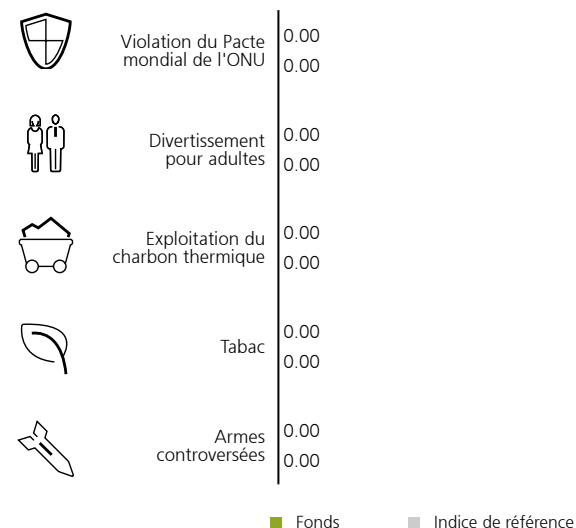 Violation du Pacte
mondial de l'ONU
0.00
0.00
Divertissement
pour adultes
0.00
0.00
Exploitation du
charbon thermique
0.00
0.00
Tabac
0.00
0.00
Armes
controversées
0.00
0.00
Fonds
Indice de référence